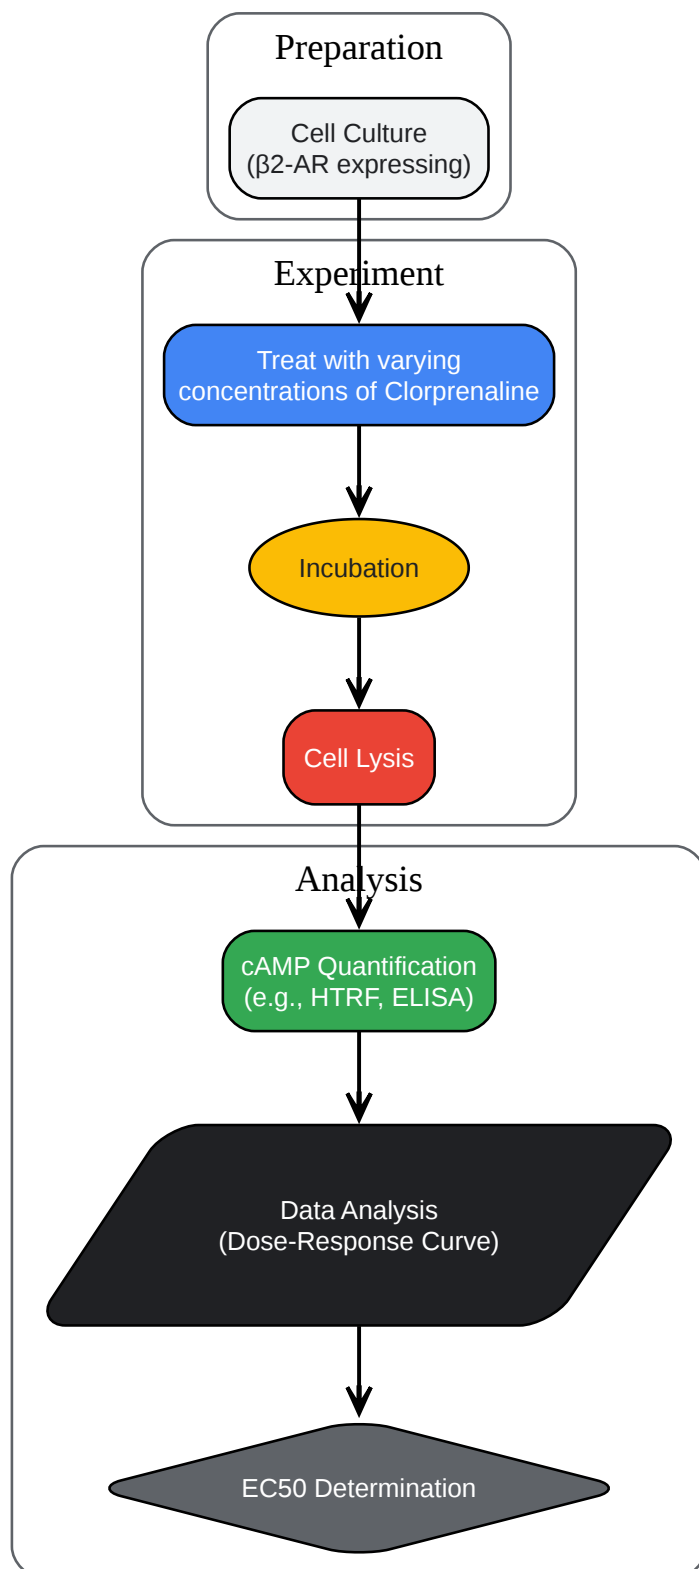 Preparation
Cell Culture
(β2-AR expressing)
Experiment
Treat with varying
concentrations of Clorprenaline
Incubation
Cell Lysis
Analysis
cAMP Quantification
(e.g., HTRF, ELISA)
Data Analysis
(Dose-Response Curve)
EC50 Determination